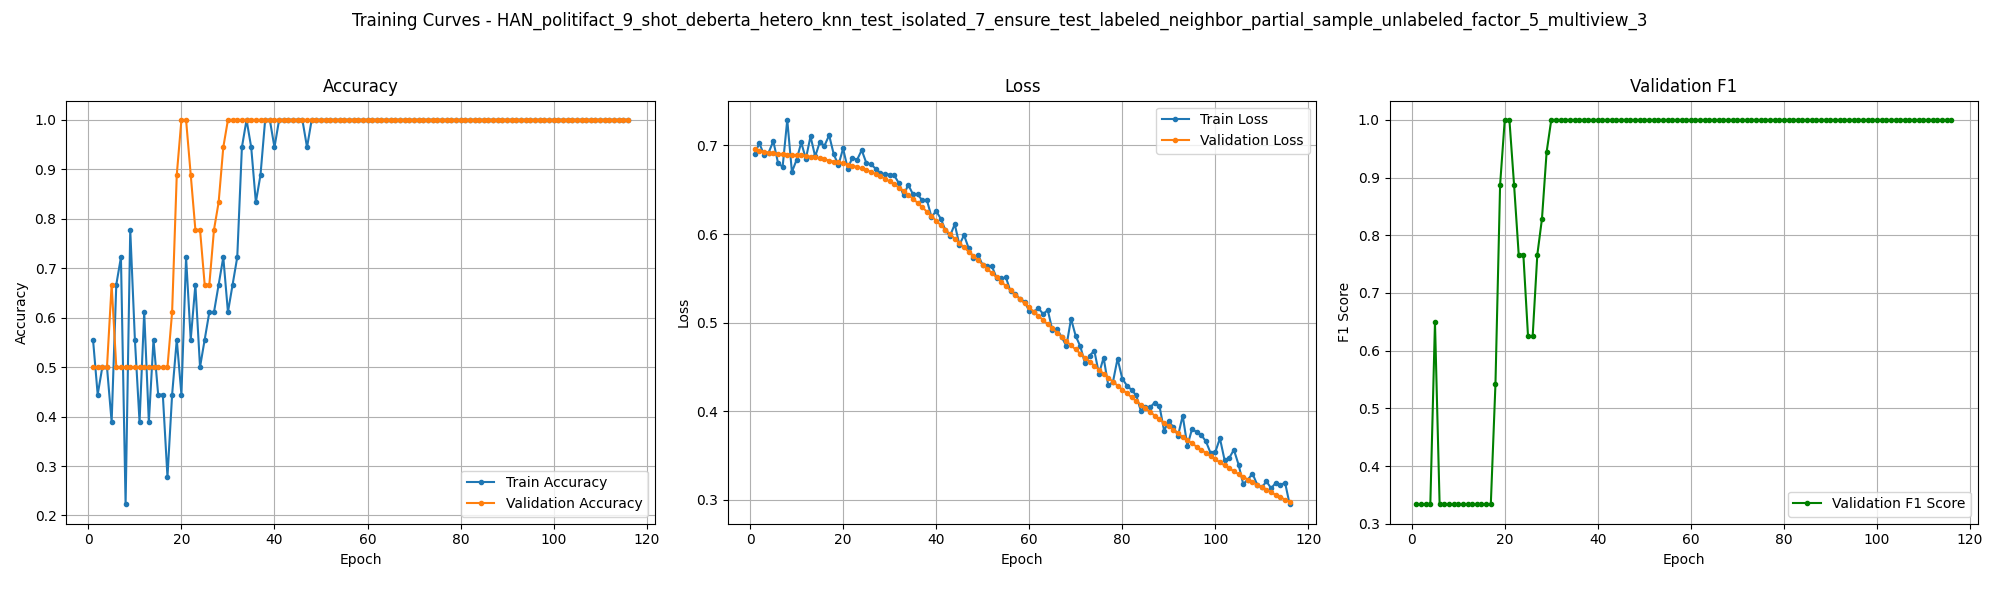 Training Curves - HAN_politifact_9_shot_deberta_hetero_knn_test_isolated_7_ensure_test_labeled_neighbor_partial_sample_unlabeled_factor_5_multiview_3
Accuracy
Accuracy
1.0
0.9
0.8
0.7
0.6
0.5
0.4
0.3
0.2
0 20 40 60 80 100 120
Epoch
Train Accuracy
Validation Accuracy
Loss
Loss
0.7
0.6
0.5
0.4
0.3
0 20 40 60 80 100 120
Epoch
Train Loss
Validation Loss
Validation F1
F1 Score
1.0
0.9
0.8
0.7
0.6
0.5
0.4
0.3
0 20 40 60 80 100 120
Epoch
Validation F1 Score